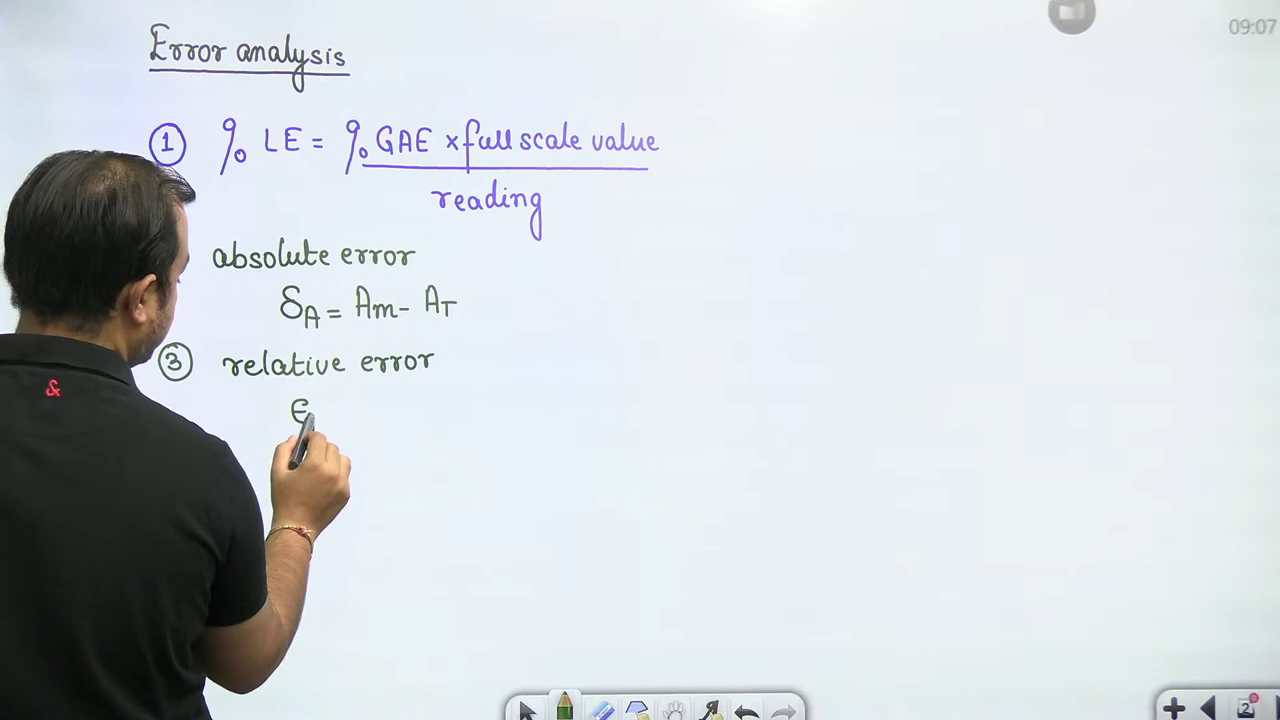 09:07
Error analysis
① % LE = % GAE × full scale value
reading
absolute error
δA = Am - AT
③ relative error
ϵ
&
2